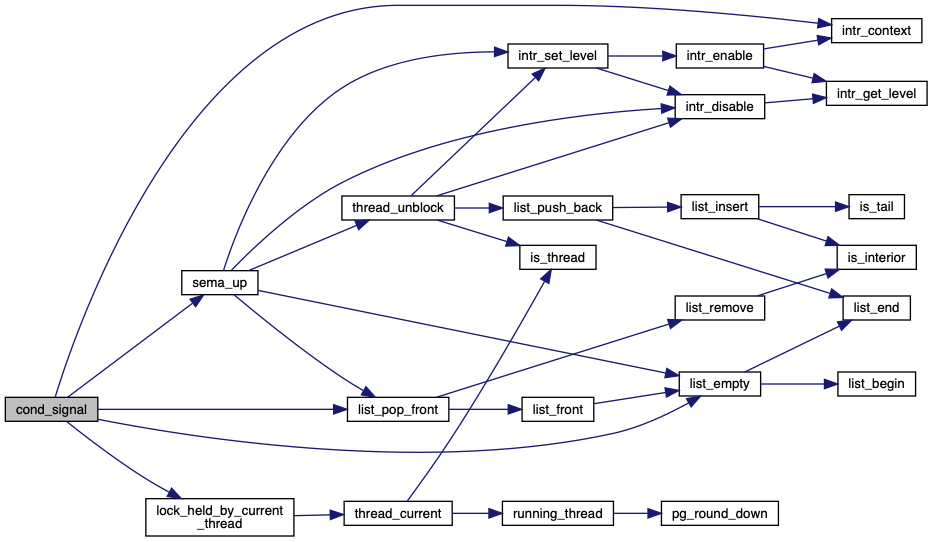 intr_context
intr_set_level
intr_enable
intr_get_level
intr_disable
thread_unblock
list_push_back
list_insert
is_tail
is_thread
is_interior
sema_up
list_remove
list_end
list_empty
list_begin
cond_signal
list_pop_front
list_front
lock_held_by_current
_thread
thread_current
running_thread
pg_round_down